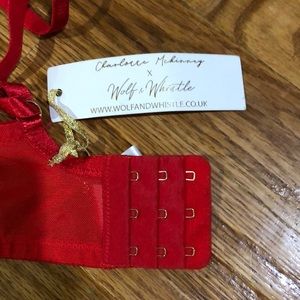 Charlotte McKinney
X
Wolf & Whistle
WWW.WOLFANDWHISTLE.CO.UK